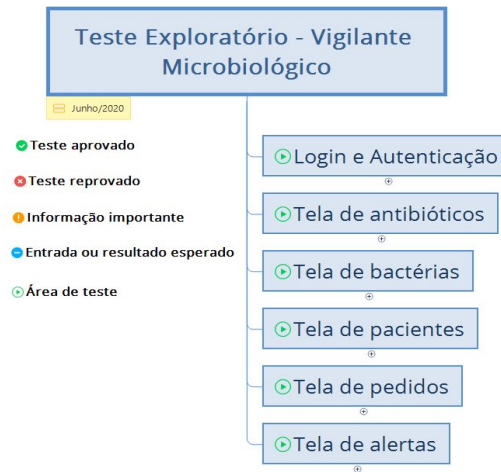 Teste Exploratório - Vigilante
Microbiológico
Junho/2020
Teste aprovado
Teste reprovado
Informação importante
Entrada ou resultado esperado
Área de teste
Login e Autenticação
Tela de antibióticos
Tela de bactérias
Tela de pacientes
Tela de pedidos
Tela de alertas